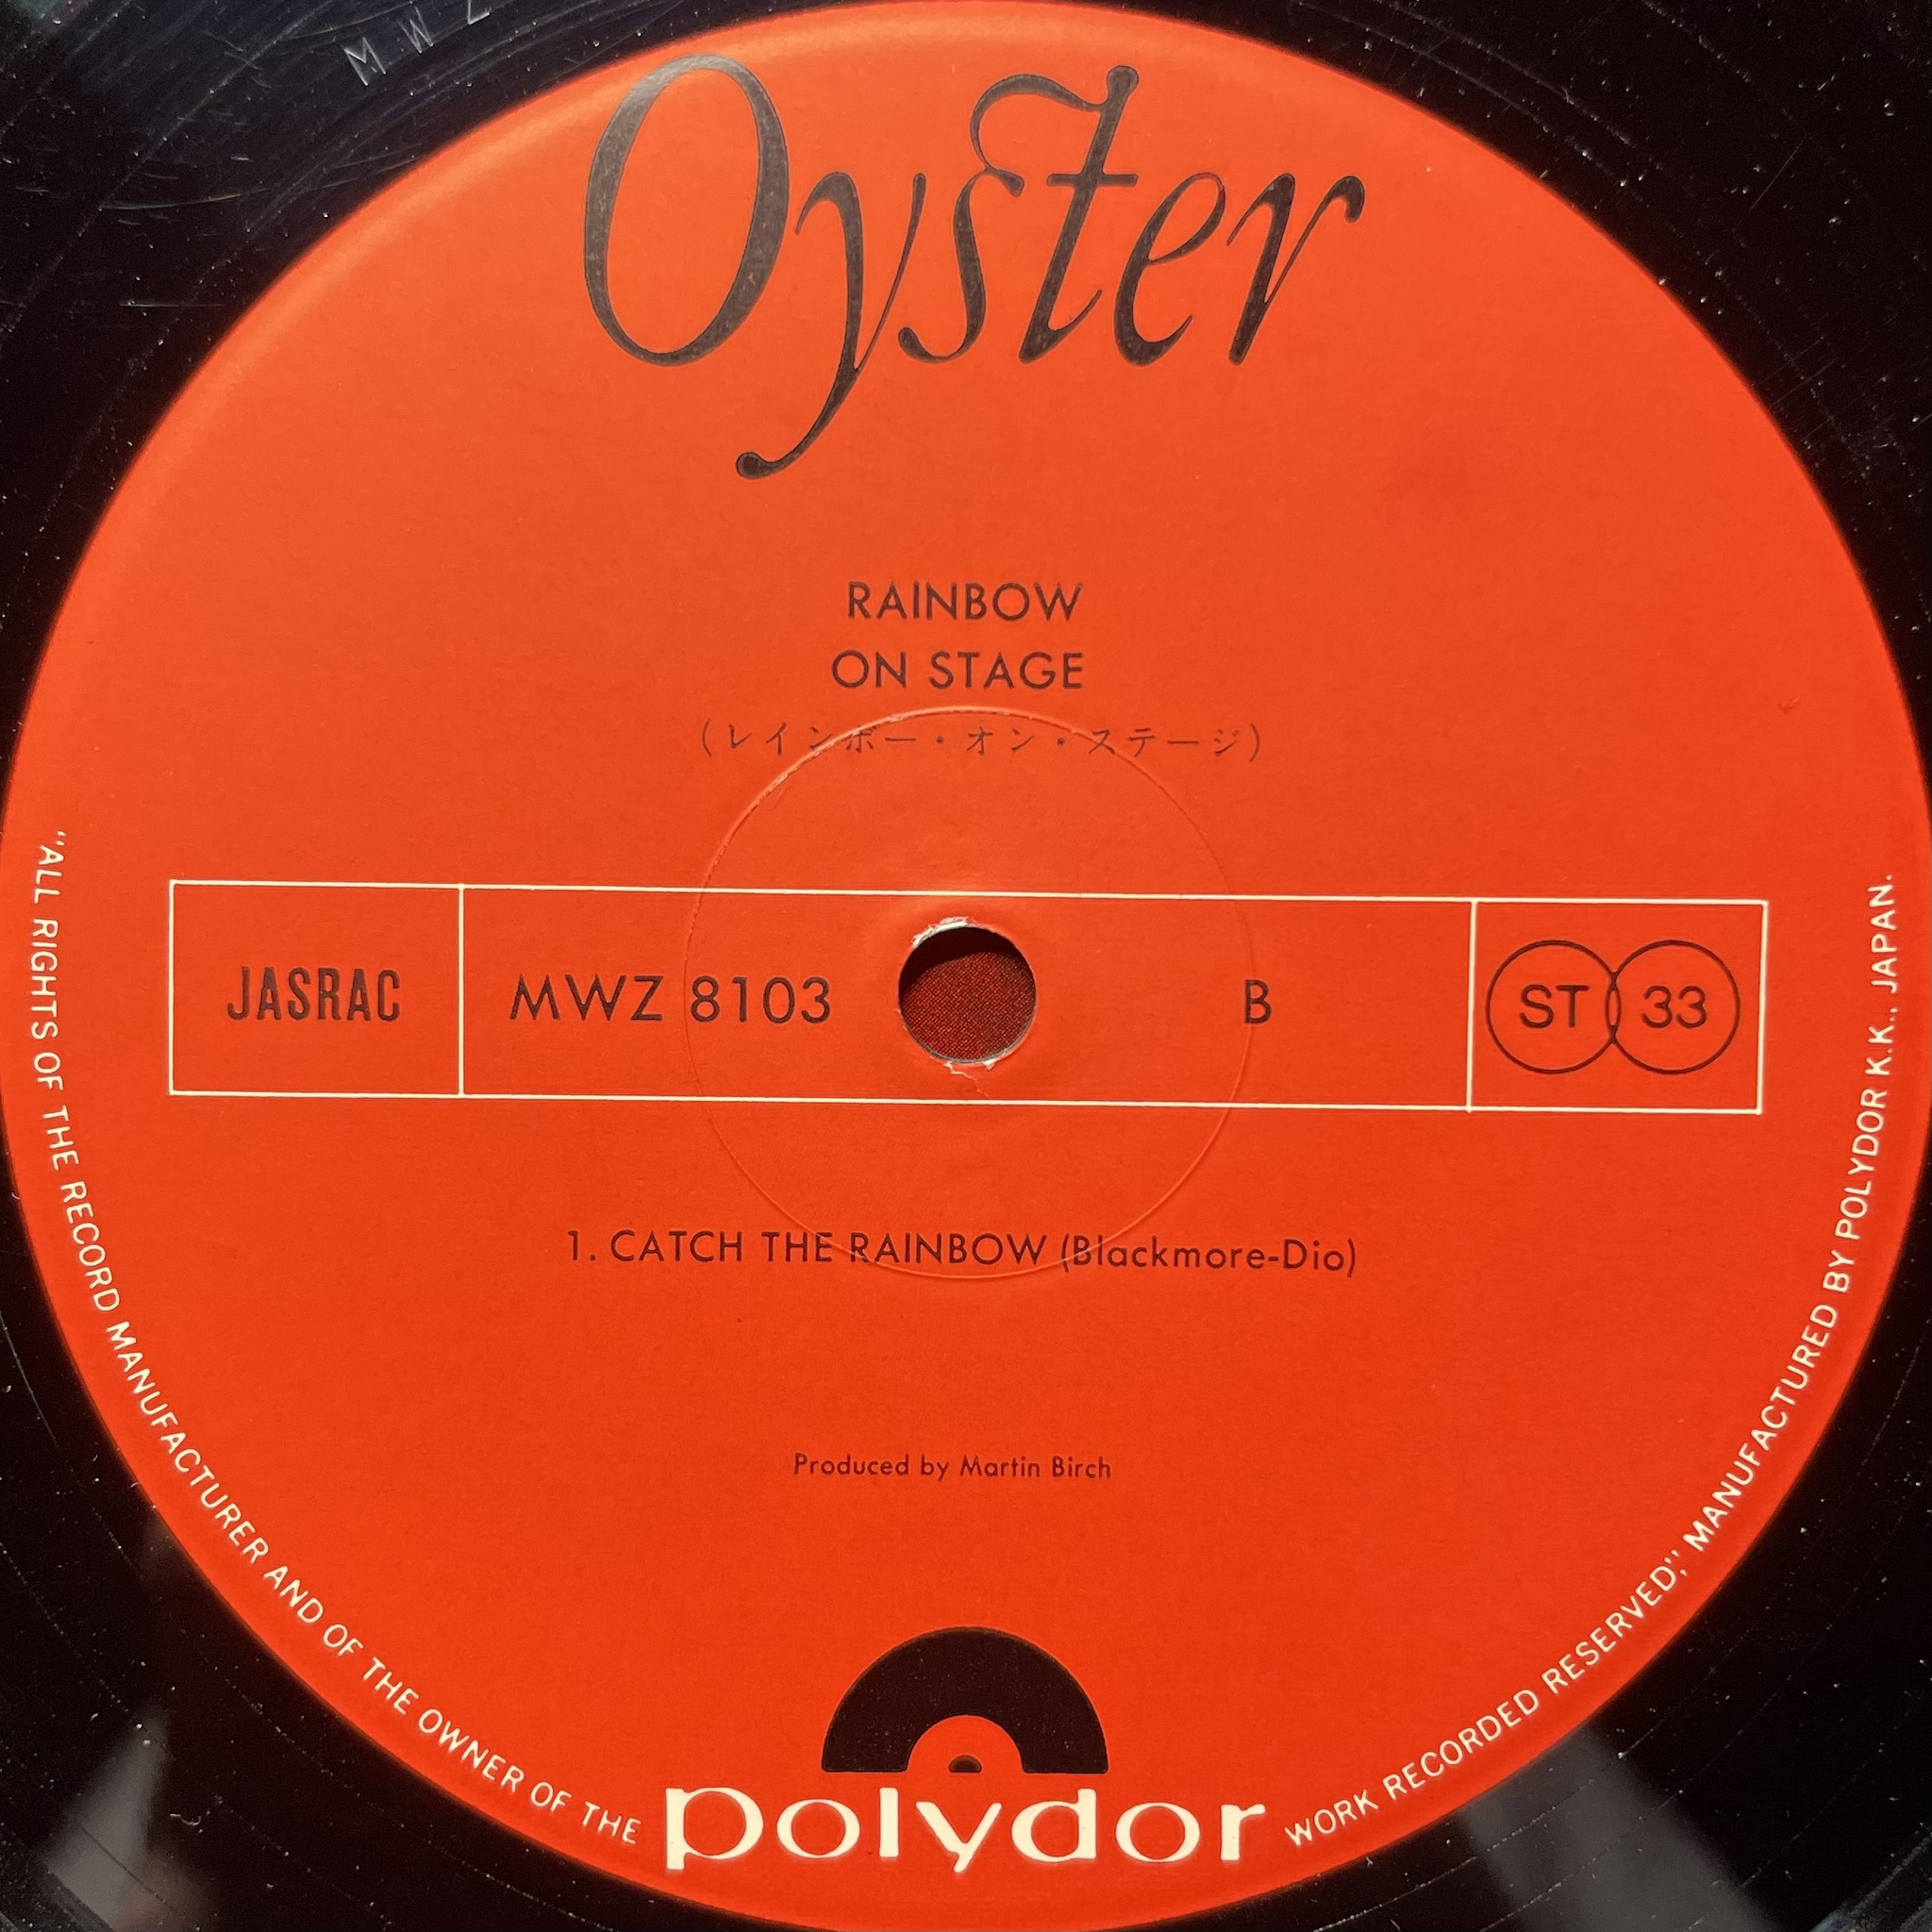 MWZ
Oyster
RAINBOW
ON STAGE
(レインボー・オン・ステージ)
JASRAC
MWZ 8103
B
ST 33
1. CATCH THE RAINBOW (Blackmore-Dio)
Produced by Martin Birch
polydor
"ALL RIGHTS OF THE RECORD MANUFACTURER AND OF THE OWNER OF THE WORK RECORDED RESERVED," MANUFACTURED BY POLYDOR K.K., JAPAN.